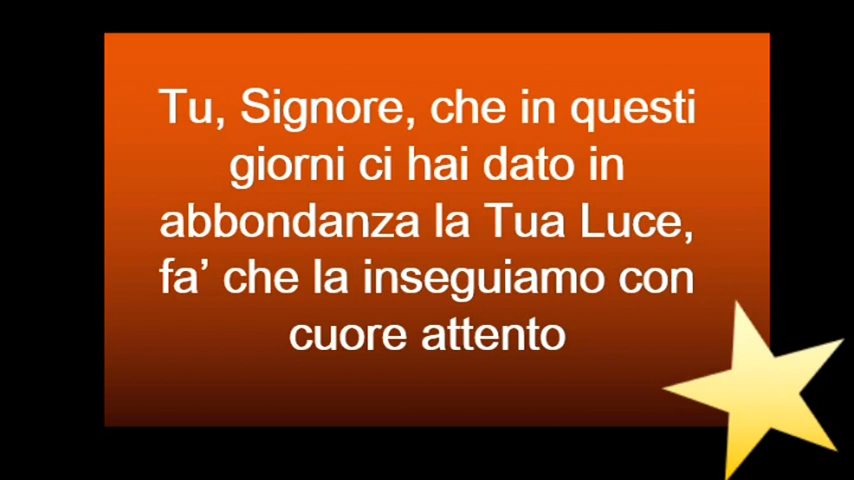 Tu, Signore, che in questi
giorni ci hai dato in
abbondanza la Tua Luce,
fa’ che la inseguiamo con
cuore attento